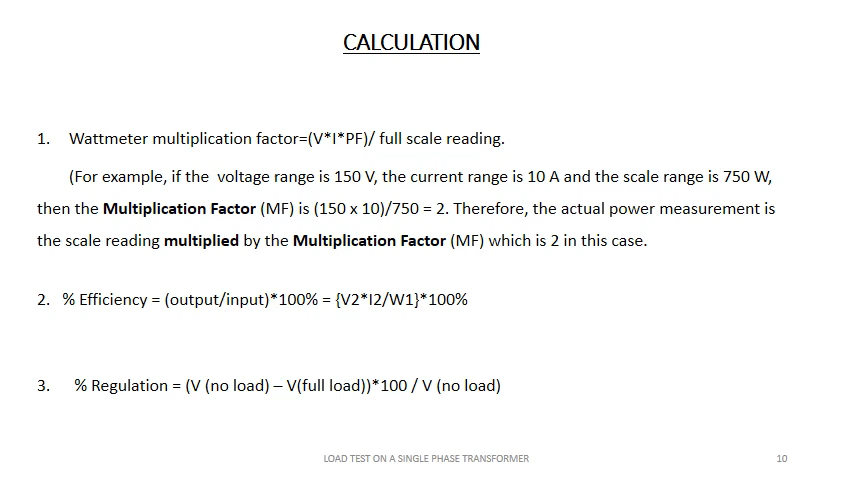 CALCULATION
1. Wattmeter multiplication factor=(V*I*PF)/ full scale reading.
(For example, if the voltage range is 150 V, the current range is 10 A and the scale range is 750 W,
then the Multiplication Factor (MF) is (150 x 10)/750 = 2. Therefore, the actual power measurement is
the scale reading multiplied by the Multiplication Factor (MF) which is 2 in this case.
2. % Efficiency = (output/input)*100% = {V2*I2/W1}*100%
3. % Regulation = (V (no load) – V(full load))*100 / V (no load)
LOAD TEST ON A SINGLE PHASE TRANSFORMER
10